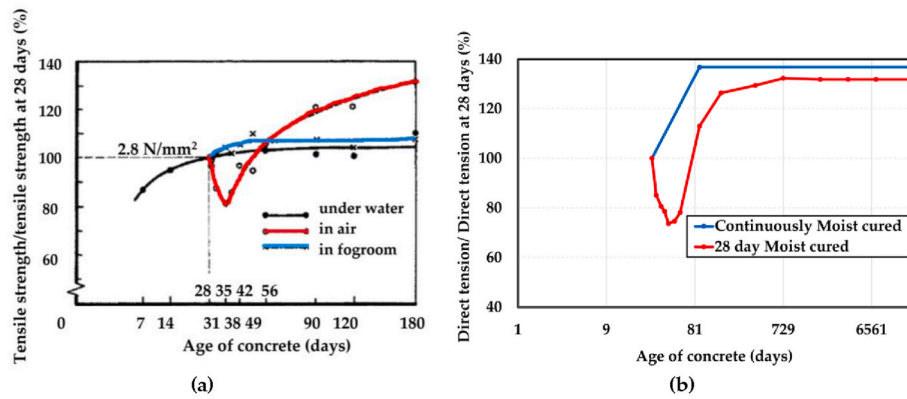 Tensile strength/tensile strength at 28 days (%)
140
120
100
80
60
0
2.8 N/mm²
under water
in air
in fogroom
28 35 42 56
7 14 31 38 49 90 120 180
Age of concrete (days)
(a)
Direct tension/ Direct tension at 28 days (%)
140
120
100
80
60
40
Continuously Moist cured
28 day Moist cured
1 9 81 729 6561
Age of concrete (days)
(b)